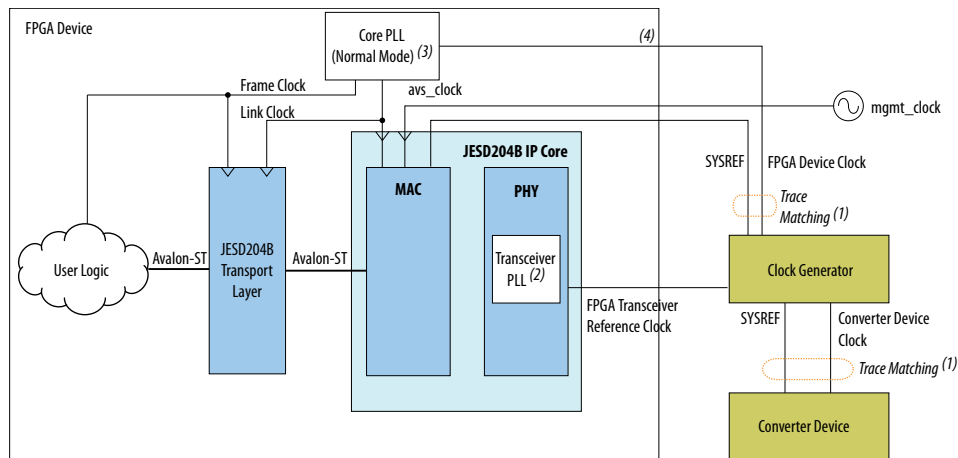 FPGA Device
Core PLL
(Normal Mode) (3)
(4)
Frame Clock
avs_clock
Link Clock
mgmt_clock
JESD204B IP Core
SYSREF
FPGA Device Clock
MAC
PHY
Trace
Matching (1)
User Logic
Avalon-ST
JESD204B
Transport
Layer
Avalon-ST
Transceiver
PLL (2)
Clock Generator
FPGA Transceiver
Reference Clock
SYSREF
Converter Device
Clock
Trace Matching (1)
Converter Device